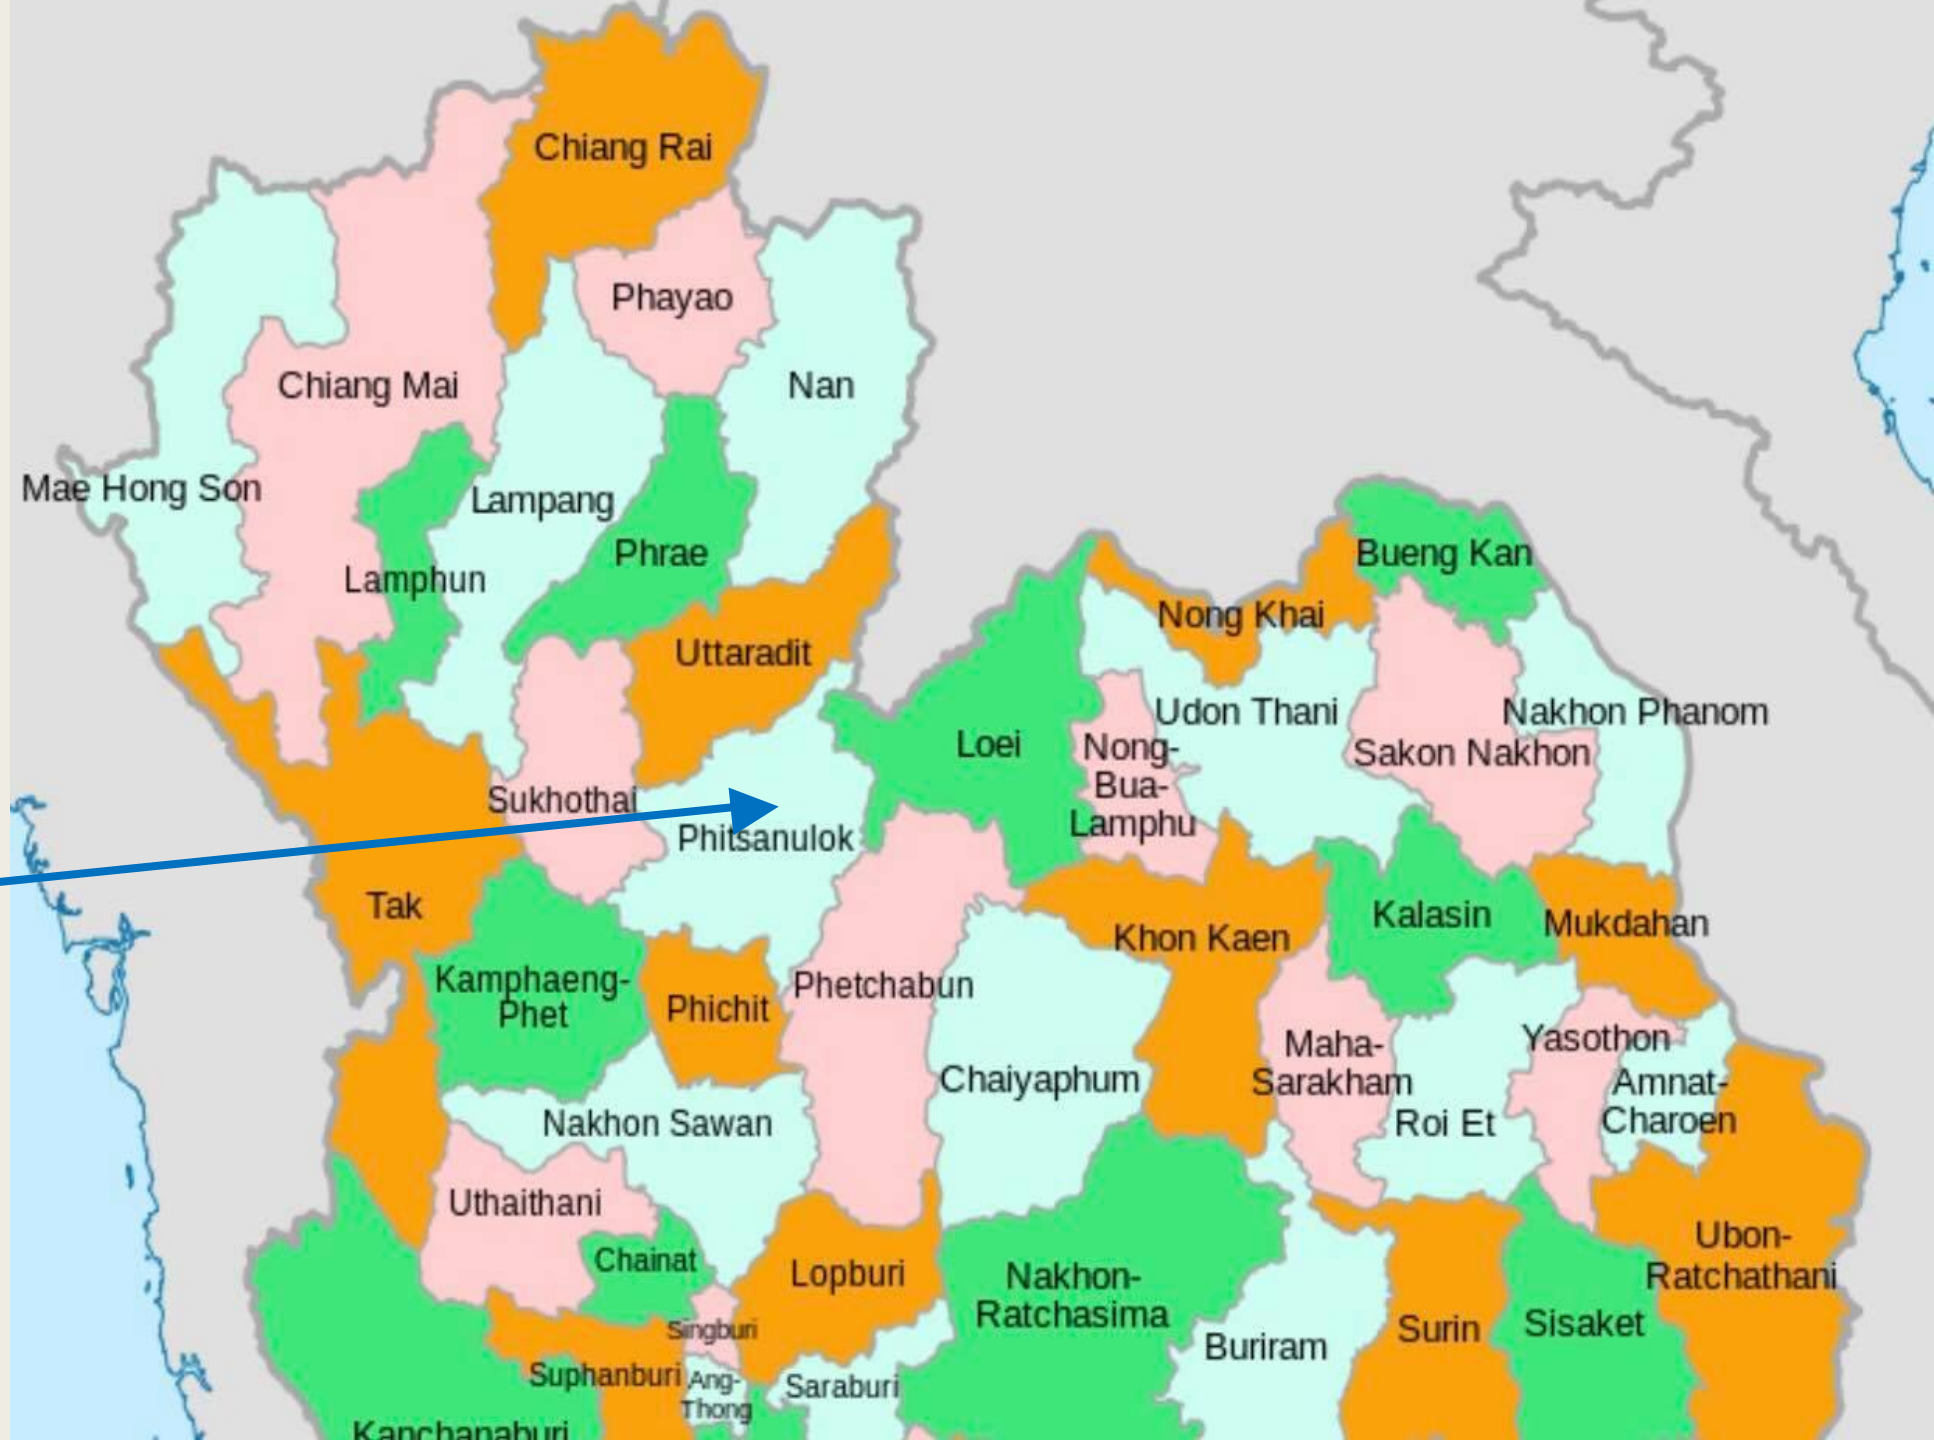 Chiang Rai
Phayao
Chiang Mai
Nan
Mae Hong Son
Lampang
Phrae
Bueng Kan
Lamphun
Nong Khai
Uttaradit
Udon Thani
Nakhon Phanom
Loei
Nong-
Bua-
Lamphu
Sakon Nakhon
Sukhothai
Phitsanulok
Tak
Khon Kaen
Kalasin
Mukdahan
Kamphaeng-
Phet
Phichit
Phetchabun
Maha-
Sarakham
Yasothon
Chaiyaphum
Amnat-
Charoen
Nakhon Sawan
Roi Et
Uthaithani
Chainat
Lopburi
Nakhon-
Ratchasima
Ubon-
Ratchathani
Singburi
Buriram
Surin
Sisaket
Suphanburi
Ang-
Thong
Saraburi
Kanchanaburi